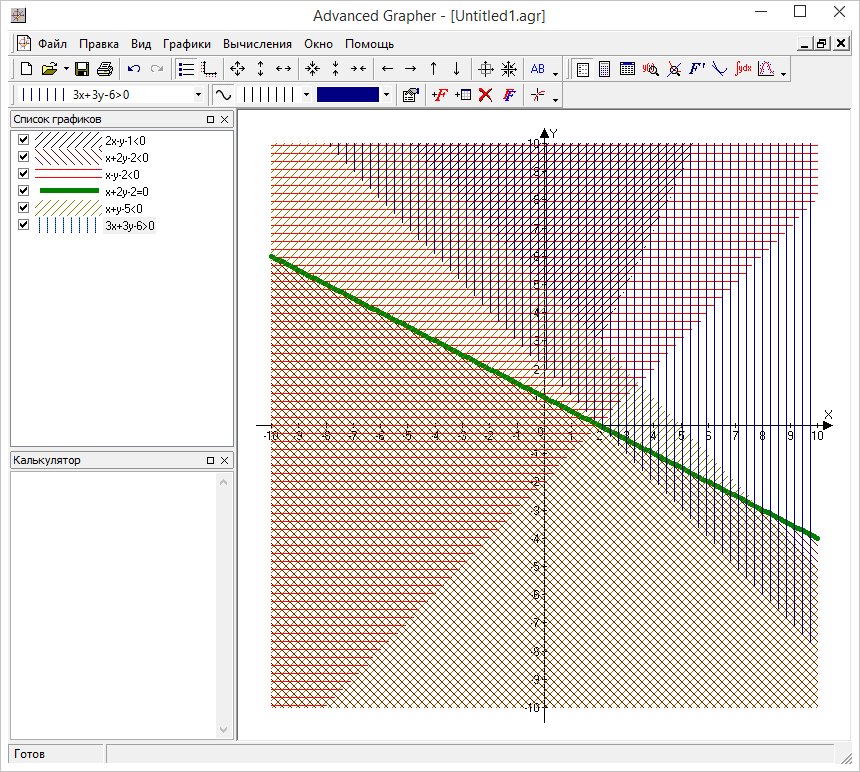 Advanced Grapher - [Untitled1.agr]
Файл Правка Вид Графики Вычисления Окно Помощь
AB y(x) F' ∫ydx
3x+3y-6>0 +F F
Список графиков
2x-y-1<0
x+2y-2<0
x-y-2<0
x+2y-2=0
x+y-5<0
3x+3y-6>0
Калькулятор
Y
10
9
8
7
6
5
4
3
2
1
X
-10 -9 -8 -7 -6 -5 -4 -3 -2 -1 0 1 2 3 4 5 6 7 8 9 10
-1
-2
-3
-4
-5
-6
-7
-8
-9
-10
Готов